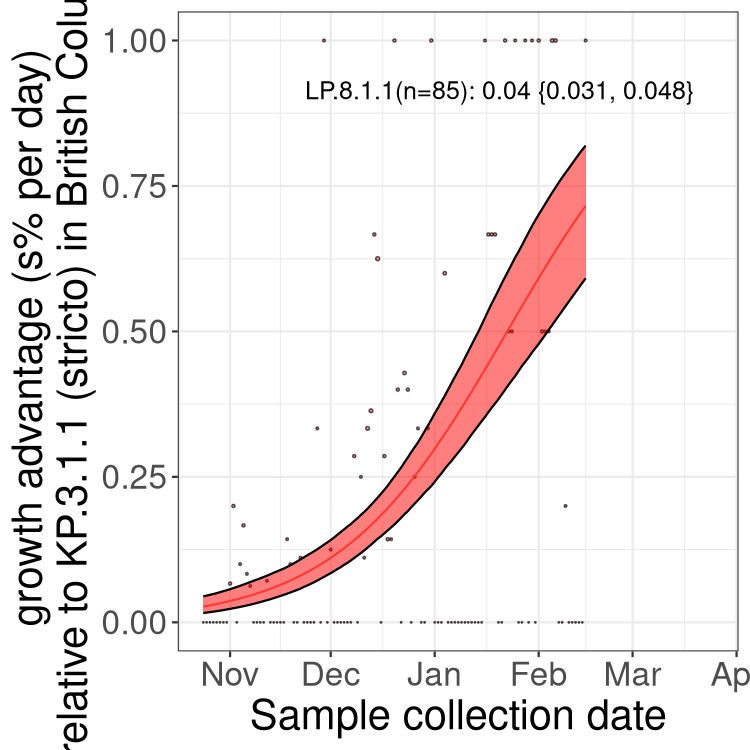 growth advantage (s% per day)
relative to KP.3.1.1 (stricto) in British Colu
1.00
0.75
0.50
0.25
0.00
LP.8.1.1(n=85): 0.04 {0.031, 0.048}
Nov Dec Jan Feb Mar Ap
Sample collection date